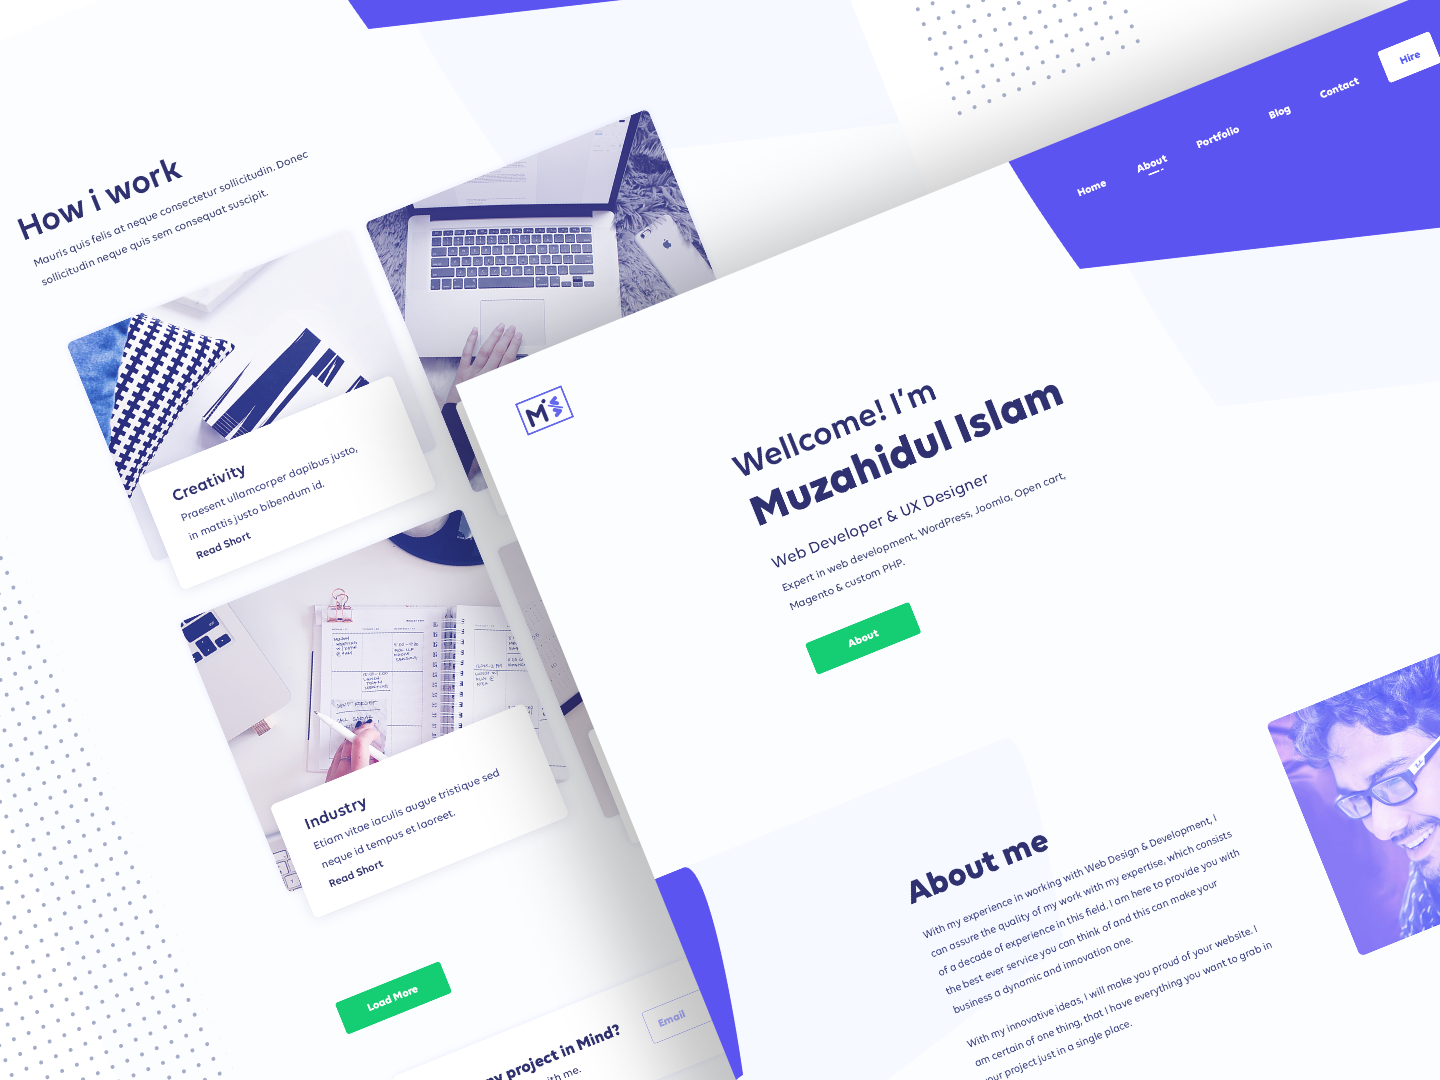 How i work
Mauris quis felis at neque consectetur sollicitudin. Donec
sollicitudin neque quis sem consequat suscipit.
Creativity
Praesent ullamcorper dapibus justo,
in mattis justo bibendum id.
Read Short
Industry
Etiam vitae iaculis augue tristique sed
neque id tempus et laoreet.
Read Short
Load More
project in Mind?
with me.
Email
Home
About
Portfolio
Blog
Contact
Hire
Wellcome! I'm
Muzahidul Islam
Web Developer & UX Designer
Expert in web development, WordPress, Joomla, Open cart,
Magento & custom PHP.
About
About me
With my experience in working with Web Design & Development, I
can assure the quality of my work with my expertise, which consists
of a decade of experience in this field. I am here to provide you with
the best ever service you can think of and this can make your
business a dynamic and innovation one.
With my innovative ideas, I will make you proud of your website. I
am certain of one thing, that I have everything you want to grab in
your project just in a single place.